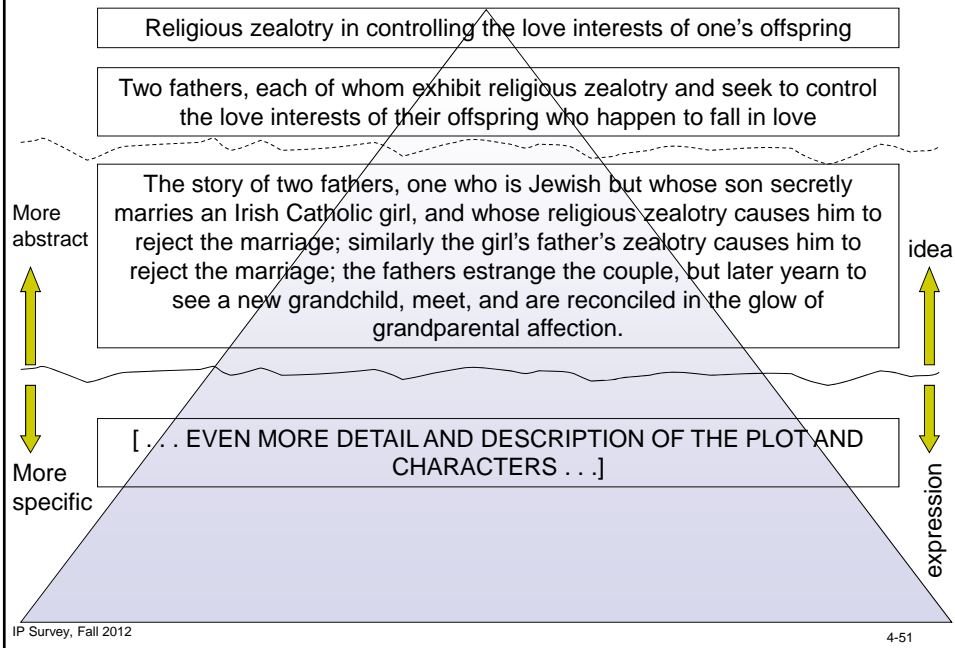 Religious zealotry in controlling the love interests of one's offspring
Two fathers, each of whom exhibit religious zealotry and seek to control
the love interests of their offspring who happen to fall in love
The story of two fathers, one who is Jewish but whose son secretly
marries an Irish Catholic girl, and whose religious zealotry causes him to
reject the marriage; similarly the girl's father's zealotry causes him to
reject the marriage; the fathers estrange the couple, but later yearn to
see a new grandchild, meet, and are reconciled in the glow of
grandparental affection.
More
abstract
idea
[ . . . EVEN MORE DETAIL AND DESCRIPTION OF THE PLOT AND
CHARACTERS . . .]
More
specific
expression
IP Survey, Fall 2012
4-51